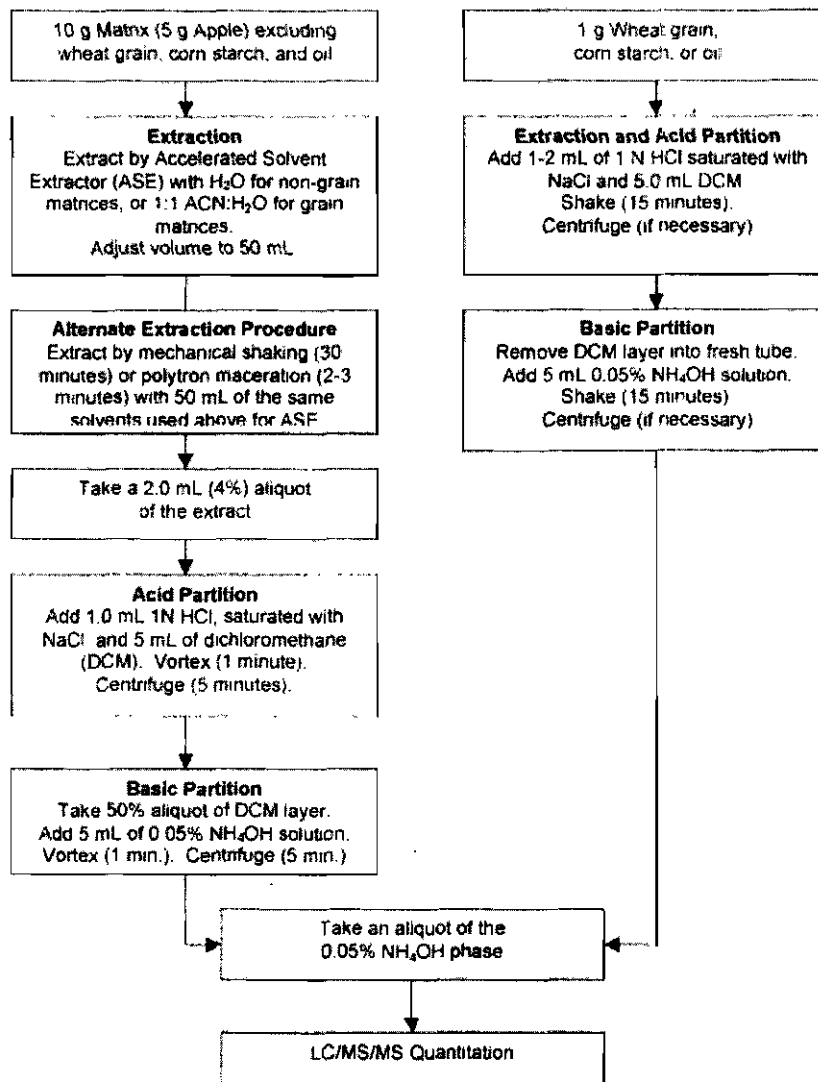 10 g Matrix (5 g Apple) excluding
wheat grain, corn starch, and oil
Extraction
Extract by Accelerated Solvent
Extractor (ASE) with H₂O for non-grain
matrices, or 1:1 ACN:H₂O for grain
matrices.
Adjust volume to 50 mL
Alternate Extraction Procedure
Extract by mechanical shaking (30
minutes) or polytron maceration (2-3
minutes) with 50 mL of the same
solvents used above for ASE
Take a 2.0 mL (4%) aliquot
of the extract
Acid Partition
Add 1.0 mL 1N HCl, saturated with
NaCl and 5 mL of dichloromethane
(DCM). Vortex (1 minute).
Centrifuge (5 minutes).
Basic Partition
Take 50% aliquot of DCM layer.
Add 5 mL of 0.05% NH₄OH solution.
Vortex (1 min.). Centrifuge (5 min.)
1 g Wheat grain,
corn starch, or oil
Extraction and Acid Partition
Add 1-2 mL of 1 N HCl saturated with
NaCl and 5.0 mL DCM
Shake (15 minutes).
Centrifuge (if necessary)
Basic Partition
Remove DCM layer into fresh tube.
Add 5 mL 0.05% NH₄OH solution.
Shake (15 minutes)
Centrifuge (if necessary)
Take an aliquot of the
0.05% NH₄OH phase
LC/MS/MS Quantitation